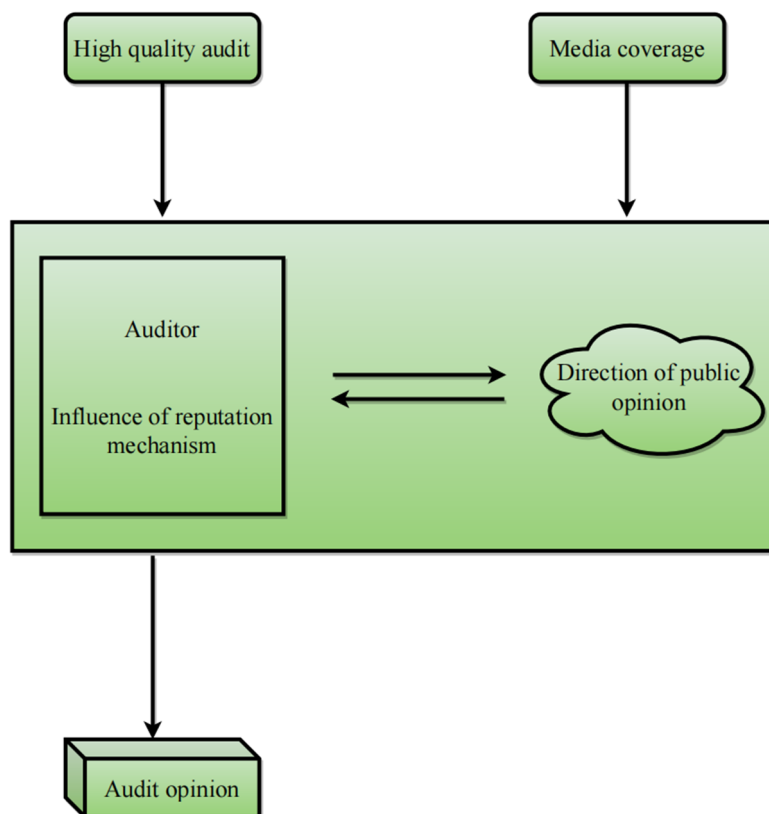 High quality audit
Media coverage
Auditor
Influence of reputation
mechanism
Direction of public
opinion
Audit opinion